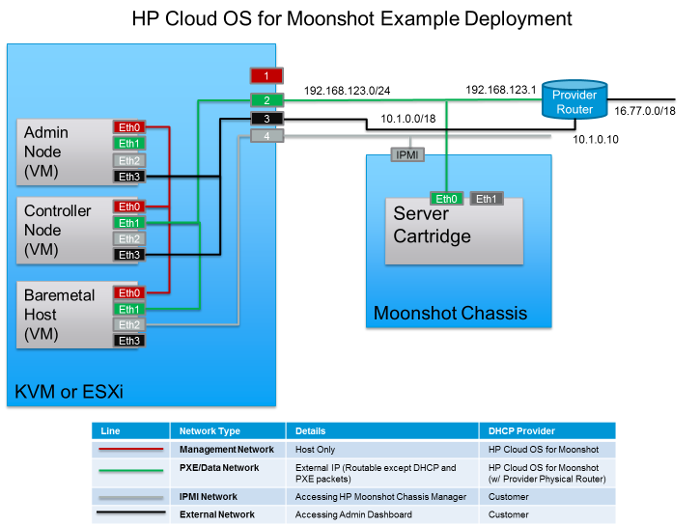 HP Cloud OS for Moonshot Example Deployment
1
2
3
4
192.168.123.0/24
192.168.123.1
Provider
Router
16.77.0.0/18
10.1.0.0/18
10.1.0.10
Admin
Node
(VM)
Eth0
Eth1
Eth2
Eth3
Controller
Node
(VM)
Eth0
Eth1
Eth2
Eth3
Baremetal
Host
(VM)
Eth0
Eth1
Eth2
Eth3
KVM or ESXi
IPMI
Eth0
Eth1
Server
Cartridge
Moonshot Chassis
Line Network Type Details DHCP Provider
Management Network Host Only HP Cloud OS for Moonshot
PXE/Data Network External IP (Routable except DHCP and HP Cloud OS for Moonshot
PXE packets) (w/ Provider Physical Router)
IPMI Network Accessing HP Moonshot Chassis Manager Customer
External Network Accessing Admin Dashboard Customer